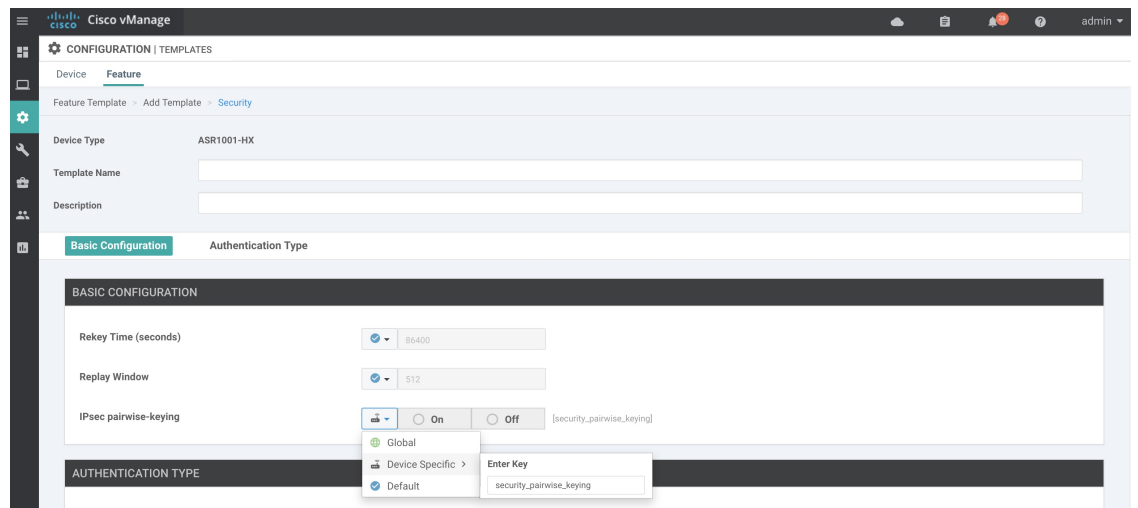 CISCO Cisco vManage 28 admin
CONFIGURATION | TEMPLATES
Device Feature
Feature Template > Add Template > Security
Device Type ASR1001-HX
Template Name
Description
Basic Configuration Authentication Type
BASIC CONFIGURATION
Rekey Time (seconds) 86400
Replay Window 512
IPsec pairwise-keying On Off [security_pairwise_keying]
Global
Device Specific > Enter Key
Default security_pairwise_keying
AUTHENTICATION TYPE